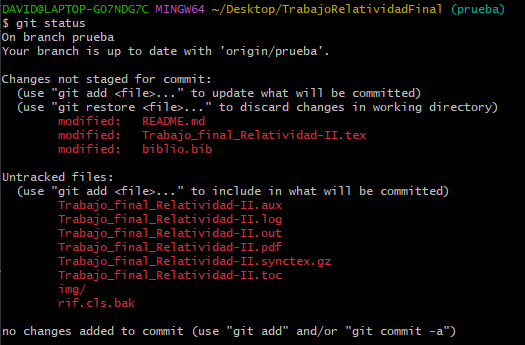 DAVID@LAPTOP-GO7NDG7C MINGW64 ~/Desktop/TrabajoRelatividadFinal (prueba)
$ git status
On branch prueba
Your branch is up to date with 'origin/prueba'.

Changes not staged for commit:
  (use "git add <file>..." to update what will be committed)
  (use "git restore <file>..." to discard changes in working directory)
        modified:   README.md
        modified:   Trabajo_final_Relatividad-II.tex
        modified:   biblio.bib

Untracked files:
  (use "git add <file>..." to include in what will be committed)
        Trabajo_final_Relatividad-II.aux
        Trabajo_final_Relatividad-II.log
        Trabajo_final_Relatividad-II.out
        Trabajo_final_Relatividad-II.pdf
        Trabajo_final_Relatividad-II.synctex.gz
        Trabajo_final_Relatividad-II.toc
        img/
        rif.cls.bak

no changes added to commit (use "git add" and/or "git commit -a")